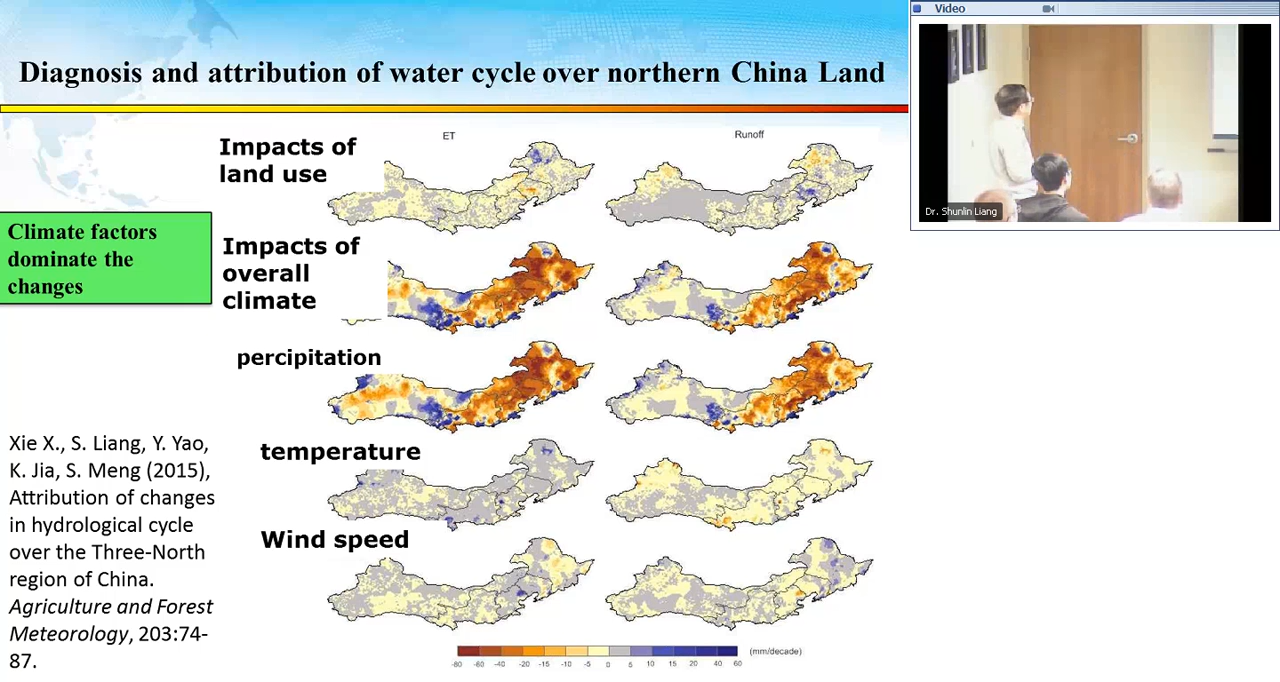 Video
Diagnosis and attribution of water cycle over northern China Land
ET
Runoff
Impacts of
land use
Dr. Shunlin Liang
Climate factors
dominate the
changes
Impacts of
overall
climate
percipitation
temperature
Wind speed
Xie X., S. Liang, Y. Yao,
K. Jia, S. Meng (2015),
Attribution of changes
in hydrological cycle
over the Three-North
region of China.
Agriculture and Forest
Meteorology, 203:74-
87.
-80 -60 -40 -20 -15 -10 -5 0 5 10 15 20 40 60
(mm/decade)